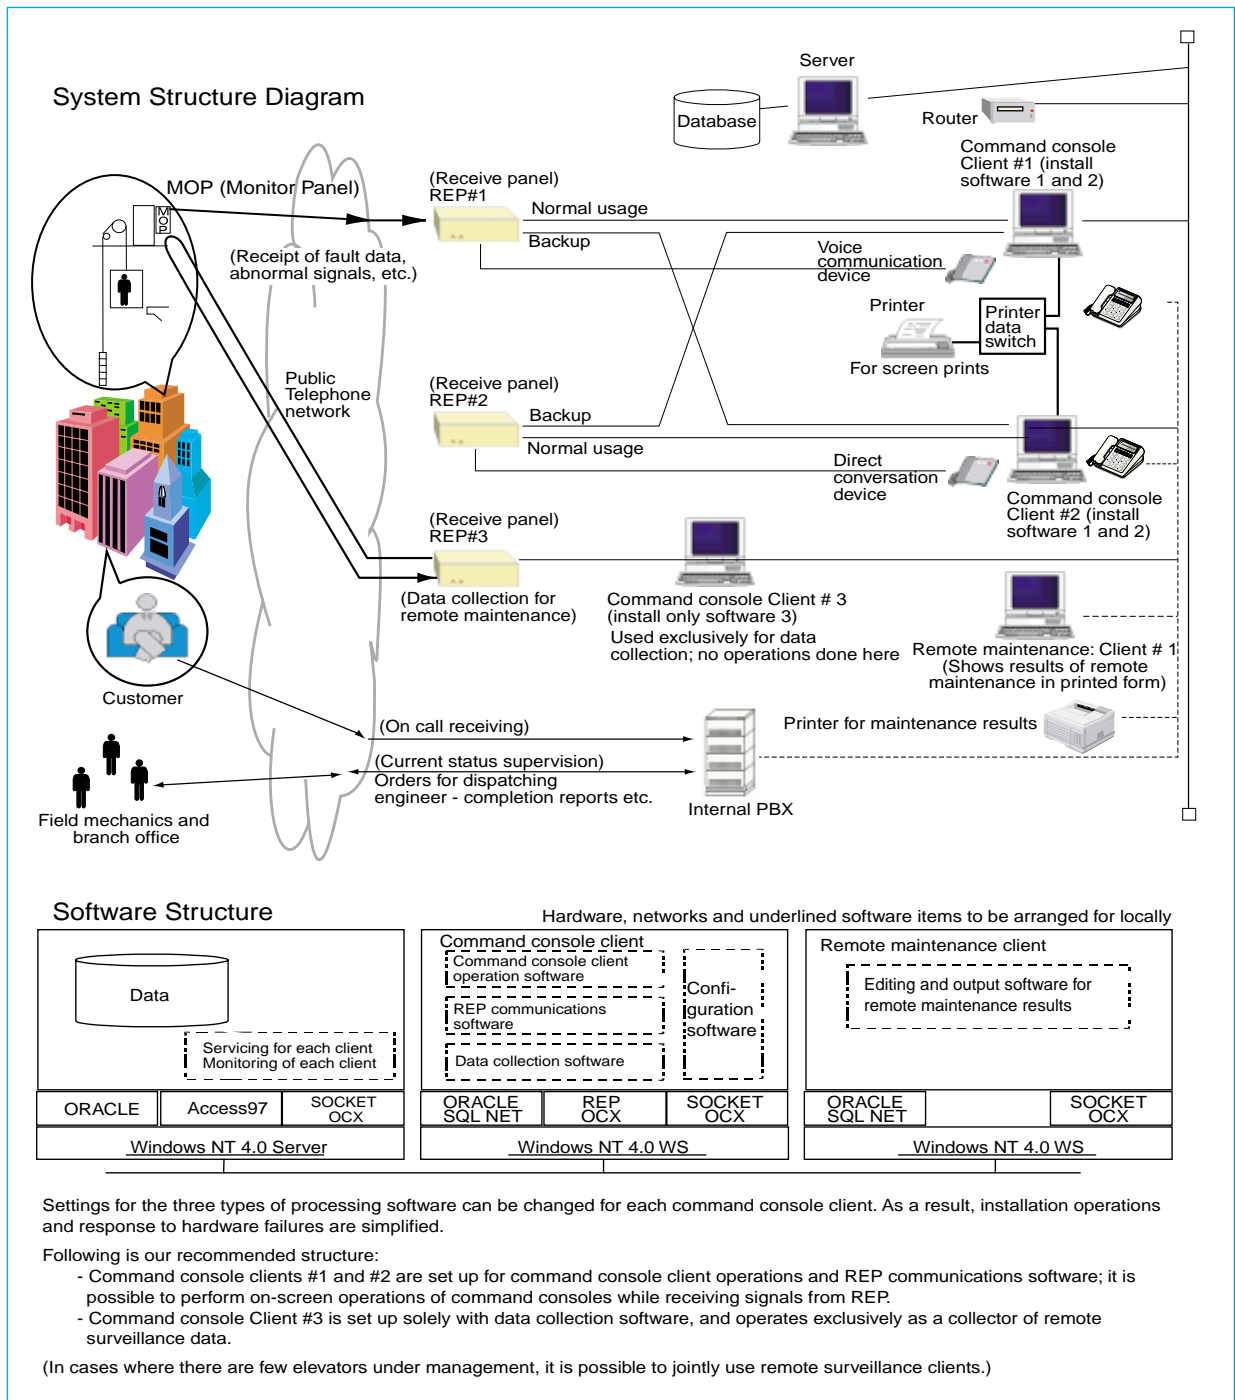 System Structure Diagram
Server
Database
Router
Command console
Client #1 (install
software 1 and 2)
MOP (Monitor Panel)
MOP
(Receive panel)
REP#1
Normal usage
Backup
(Receipt of fault data,
abnormal signals, etc.)
Voice
communication
device
Printer
Printer
data
switch
For screen prints
Public
Telephone
network
(Receive panel)
REP#2
Backup
Normal usage
Direct
conversation
device
Command console
Client #2 (install
software 1 and 2)
(Receive panel)
REP#3
(Data collection for
remote maintenance)
Command console Client # 3
(install only software 3)
Used exclusively for data
collection; no operations done here
Remote maintenance: Client # 1
(Shows results of remote
maintenance in printed form)
Customer
(On call receiving)
Printer for maintenance results
(Current status supervision)
Orders for dispatching
engineer - completion reports etc.
Internal PBX
Field mechanics and
branch office
Software Structure
Hardware, networks and underlined software items to be arranged for locally
Data
Servicing for each client
Monitoring of each client
ORACLE
Access97
SOCKET
OCX
Windows NT 4.0 Server
Command console client
Command console client
operation software
REP communications
software
Data collection software
Confi-
guration
software
ORACLE
SQL NET
REP
OCX
SOCKET
OCX
Windows NT 4.0 WS
Remote maintenance client
Editing and output software for
remote maintenance results
ORACLE
SQL NET
SOCKET
OCX
Windows NT 4.0 WS
Settings for the three types of processing software can be changed for each command console client. As a result, installation operations
and response to hardware failures are simplified.
Following is our recommended structure:
- Command console clients #1 and #2 are set up for command console client operations and REP communications software; it is
possible to perform on-screen operations of command consoles while receiving signals from REP.
- Command console Client #3 is set up solely with data collection software, and operates exclusively as a collector of remote
surveillance data.
(In cases where there are few elevators under management, it is possible to jointly use remote surveillance clients.)